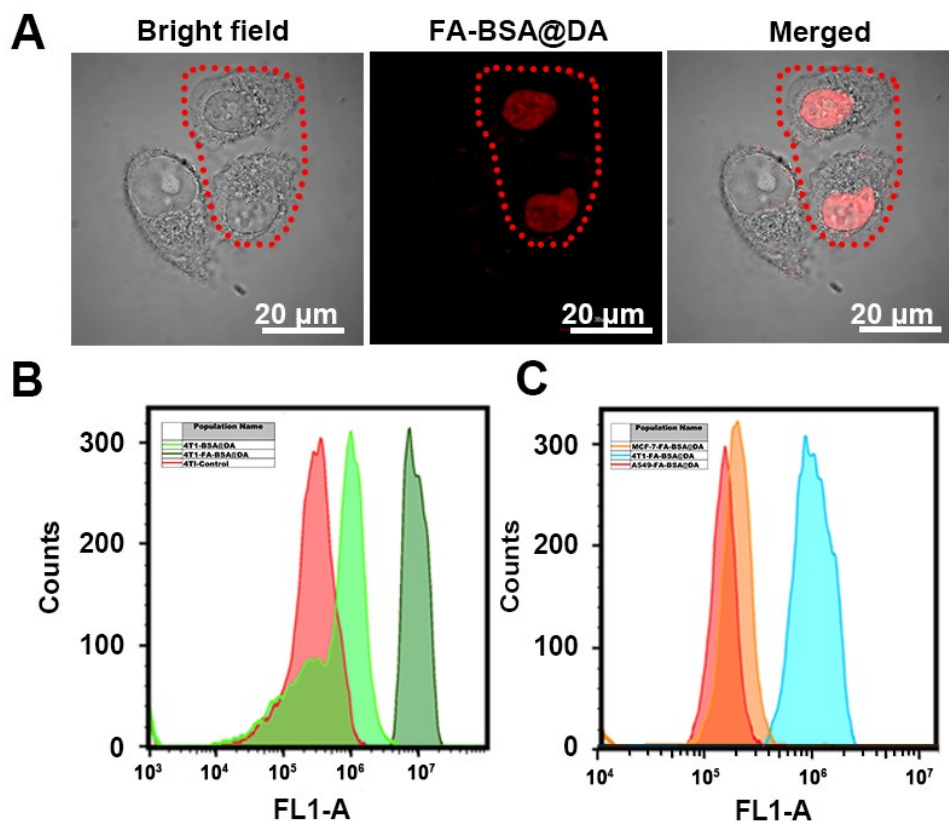 A
Bright field
FA-BSA@DA
Merged
20 µm
20 µm
20 µm
B
C
Population Name
4T1-BSA@DA
4T1-FA-BSA@DA
4TI-Control
Population Name
MCF-7-FA-BSA@DA
4T1-FA-BSA@DA
A549-FA-BSA@DA
Counts
300
200
100
0
10³ 10⁴ 10⁵ 10⁶ 10⁷
FL1-A
Counts
300
200
100
0
10⁴ 10⁵ 10⁶ 10⁷
FL1-A